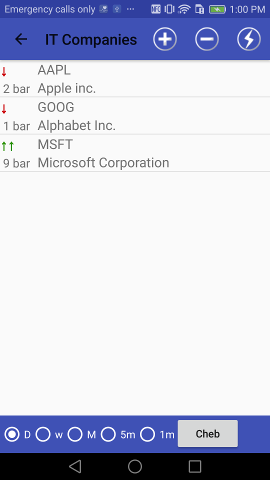 Emergency calls only ... 1:00 PM
IT Companies
AAPL
2 bar Apple inc.
GOOG
1 bar Alphabet Inc.
MSFT
9 bar Microsoft Corporation
D w M 5m 1m Cheb